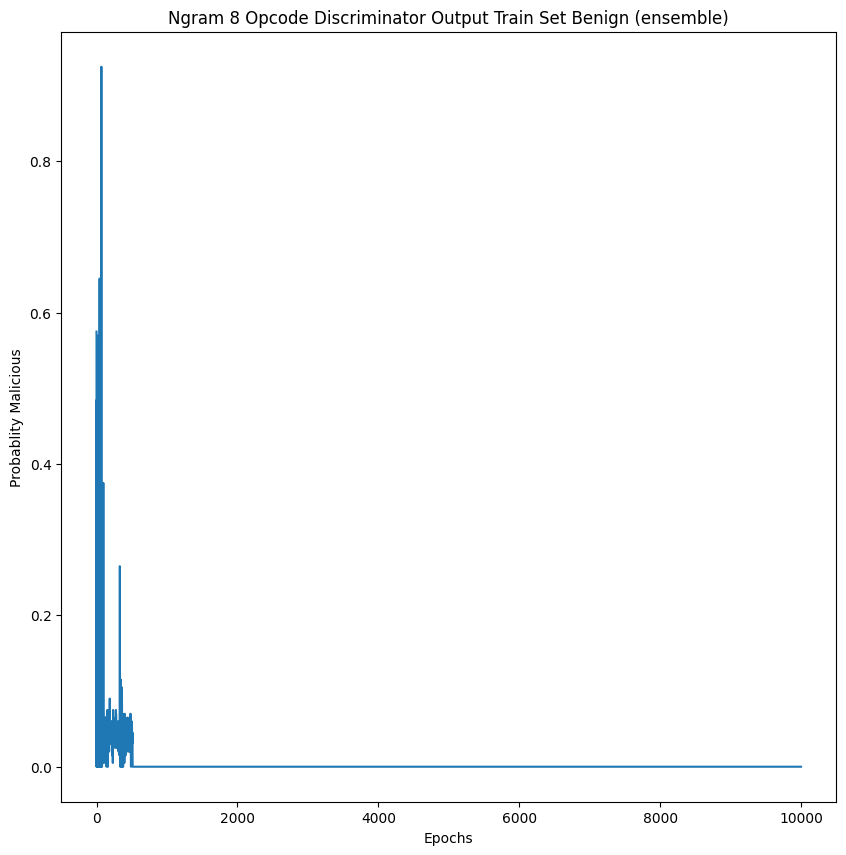 Ngram 8 Opcode Discriminator Output Train Set Benign (ensemble)
0.8
0.6
0.4
0.2
0.0
Probablity Malicious
0 2000 4000 6000 8000 10000
Epochs